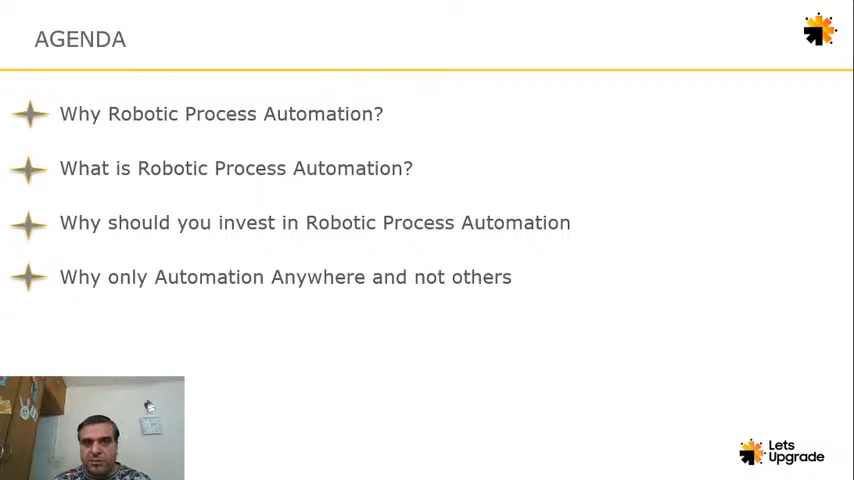 AGENDA
Why Robotic Process Automation?
What is Robotic Process Automation?
Why should you invest in Robotic Process Automation
Why only Automation Anywhere and not others
Lets
Upgrade